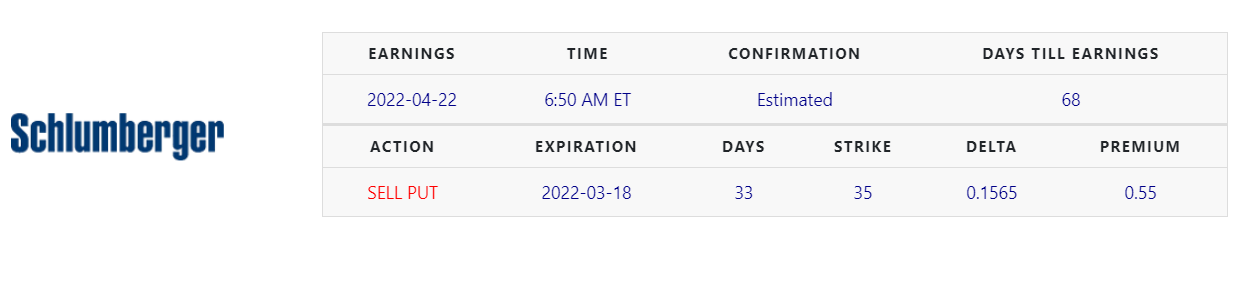 EARNINGS TIME CONFIRMATION DAYS TILL EARNINGS
2022-04-22 6:50 AM ET Estimated 68
Schlumberger
ACTION EXPIRATION DAYS STRIKE DELTA PREMIUM
SELL PUT 2022-03-18 33 35 0.1565 0.55